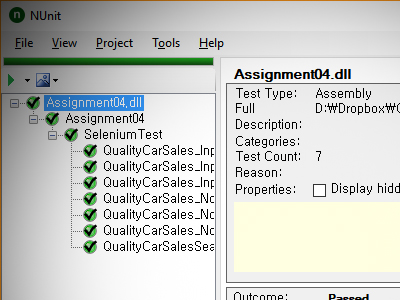 n NUnit
File View Project Tools Help
Assignment04.dll
Assignment04
SeleniumTest
QualityCarSales_Inp
QualityCarSales_Inp
QualityCarSales_Inp
QualityCarSales_No
QualityCarSales_No
QualityCarSales_No
QualityCarSalesSea
Assignment04.dll
Test Type: Assembly
Full D:₩Dropbox₩C
Description:
Categories:
Test Count: 7
Reason:
Properties: Display hidd
Outcome: Passed